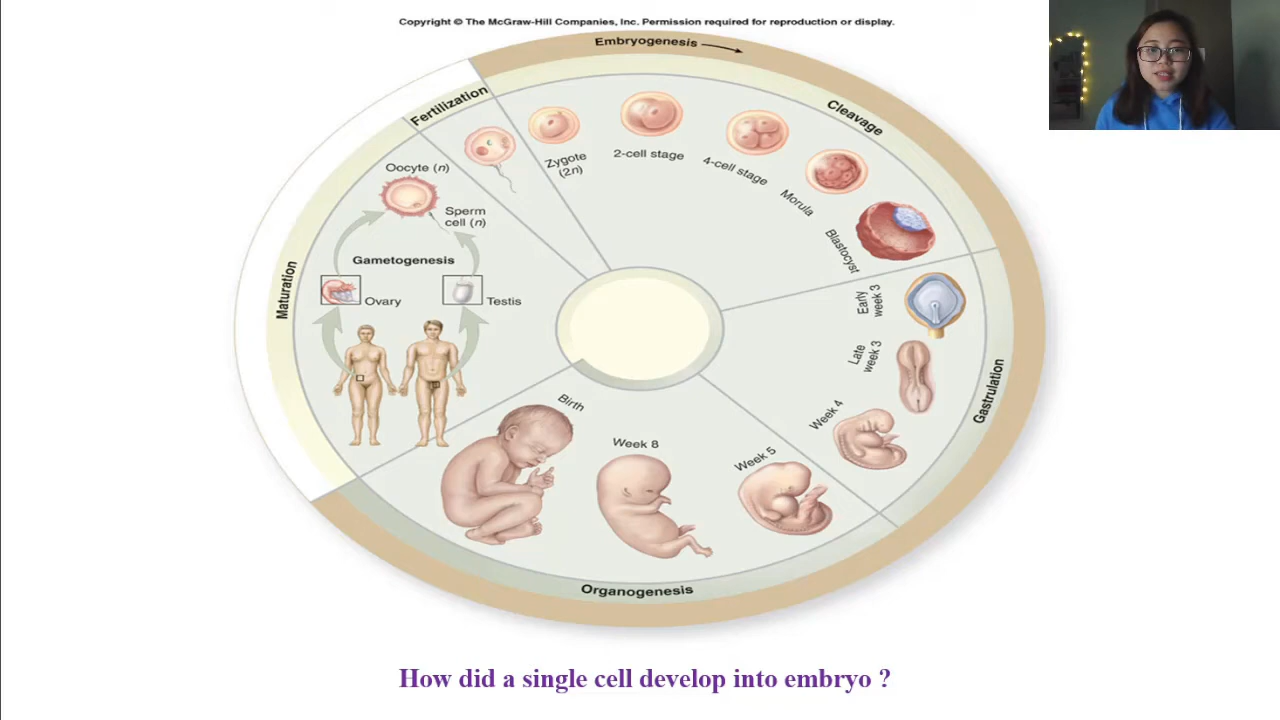 Copyright © The McGraw-Hill Companies, Inc. Permission required for reproduction or display.
Embryogenesis
Fertilization
Cleavage
Zygote
(2n)
2-cell stage
4-cell stage
Morula
Blastocyst
Oocyte (n)
Sperm
cell (n)
Gametogenesis
Maturation
Ovary
Testis
Early
week 3
Late
week 3
Gastrulation
Week 4
Week 5
Week 8
Birth
Organogenesis
How did a single cell develop into embryo ?